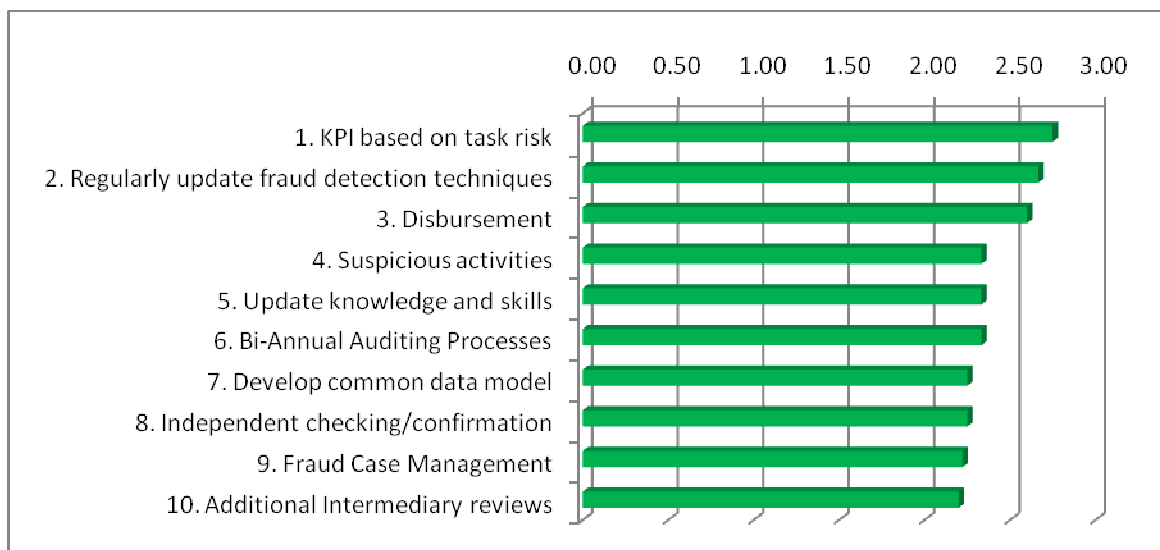 0.00 0.50 1.00 1.50 2.00 2.50 3.00
1. KPI based on task risk
2. Regularly update fraud detection techniques
3. Disbursement
4. Suspicious activities
5. Update knowledge and skills
6. Bi-Annual Auditing Processes
7. Develop common data model
8. Independent checking/confirmation
9. Fraud Case Management
10. Additional Intermediary reviews